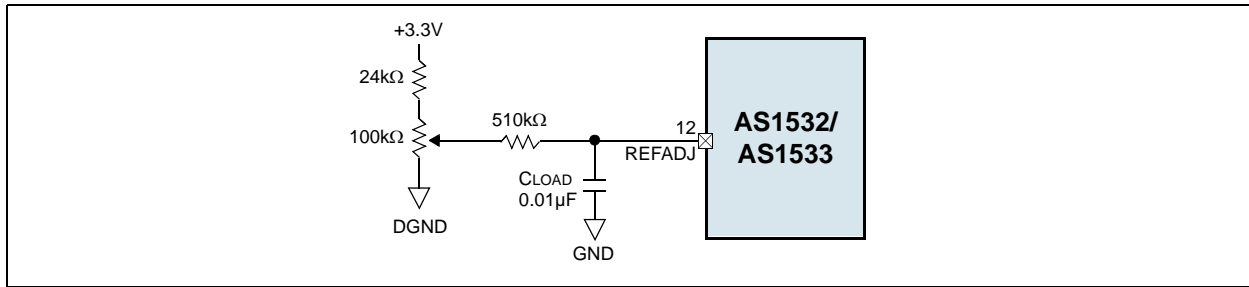 +3.3V
24kΩ
100kΩ
510kΩ
12
REFADJ
AS1532/
AS1533
CLOAD
0.01µF
DGND
GND